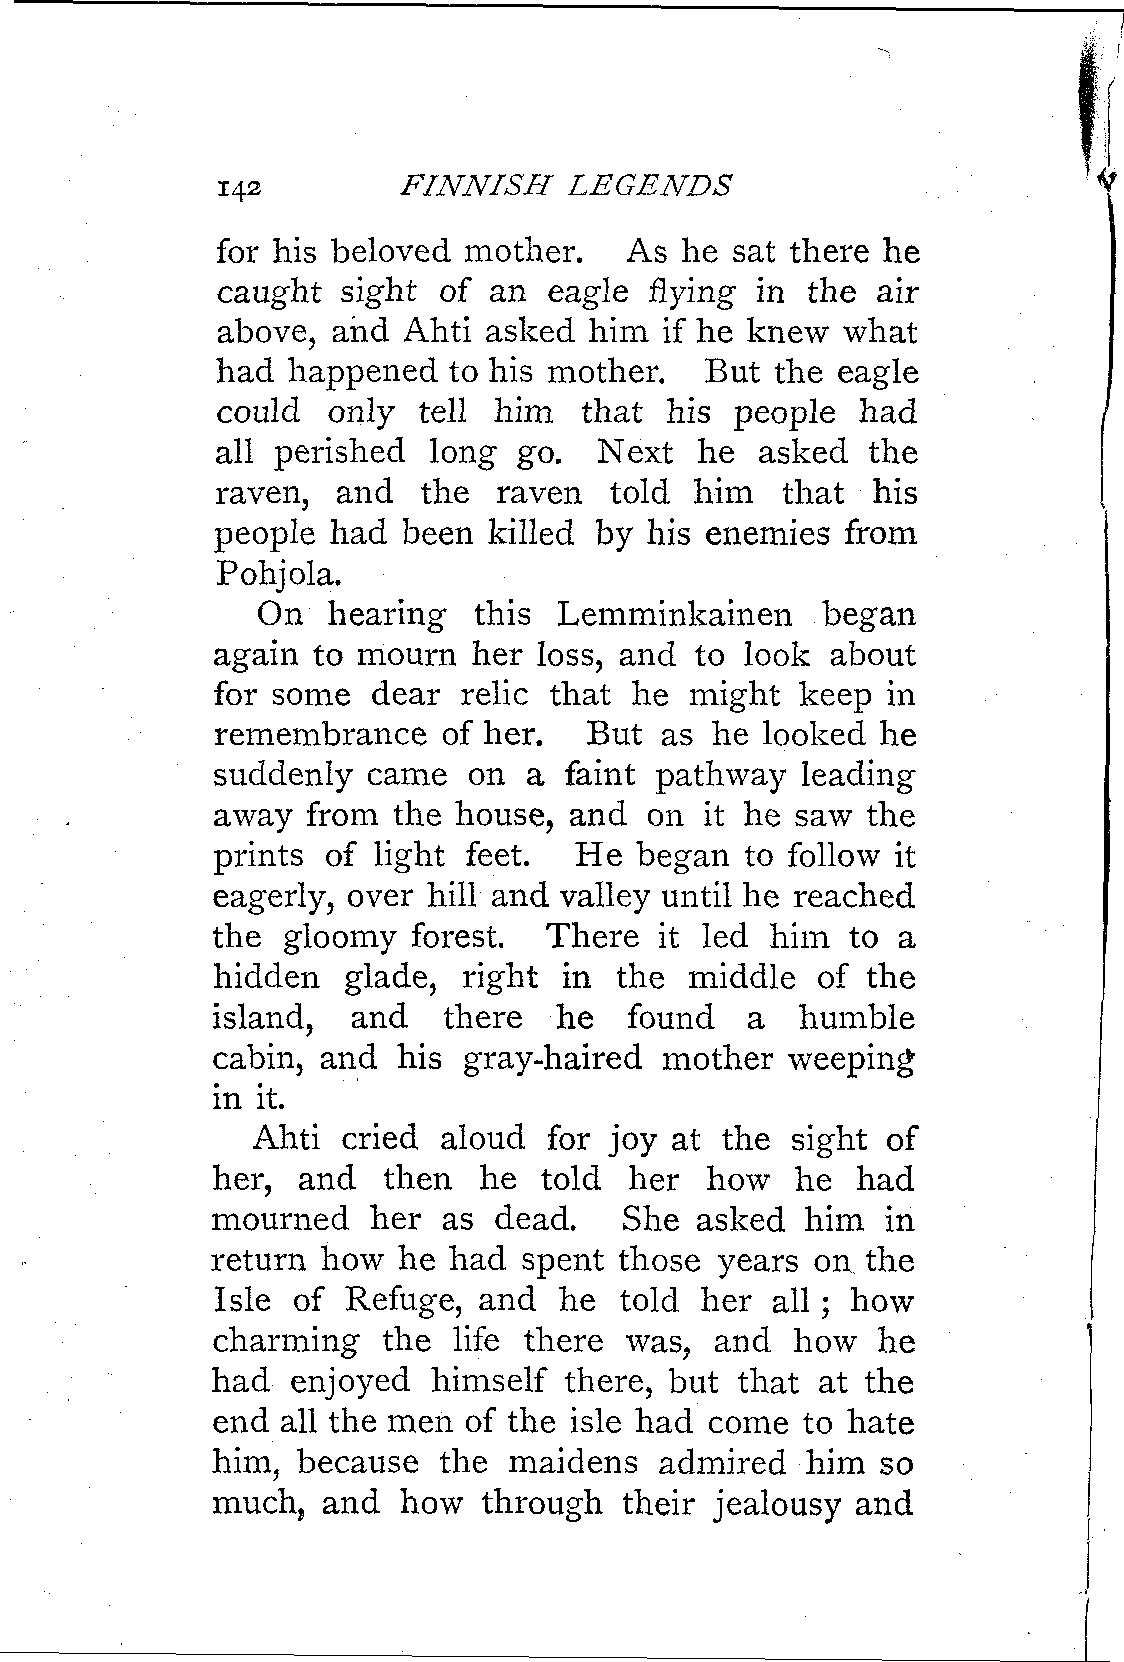 142 FINNISH LEGENDS
for his beloved mother. As he sat there he
caught sight of an eagle flying in the air
above, and Ahti asked him if he knew what
had happened to his mother. But the eagle
could only tell him that his people had
all perished long go. Next he asked the
raven, and the raven told him that his
people had been killed by his enemies from
Pohjola.
On hearing this Lemminkainen began
again to mourn her loss, and to look about
for some dear relic that he might keep in
remembrance of her. But as he looked he
suddenly came on a faint pathway leading
away from the house, and on it he saw the
prints of light feet. He began to follow it
eagerly, over hill and valley until he reached
the gloomy forest. There it led him to a
hidden glade, right in the middle of the
island, and there he found a humble
cabin, and his gray-haired mother weeping
in it.
Ahti cried aloud for joy at the sight of
her, and then he told her how he had
mourned her as dead. She asked him in
return how he had spent those years on the
Isle of Refuge, and he told her all ; how
charming the life there was, and how he
had enjoyed himself there, but that at the
end all the men of the isle had come to hate
him, because the maidens admired him so
much, and how through their jealousy and